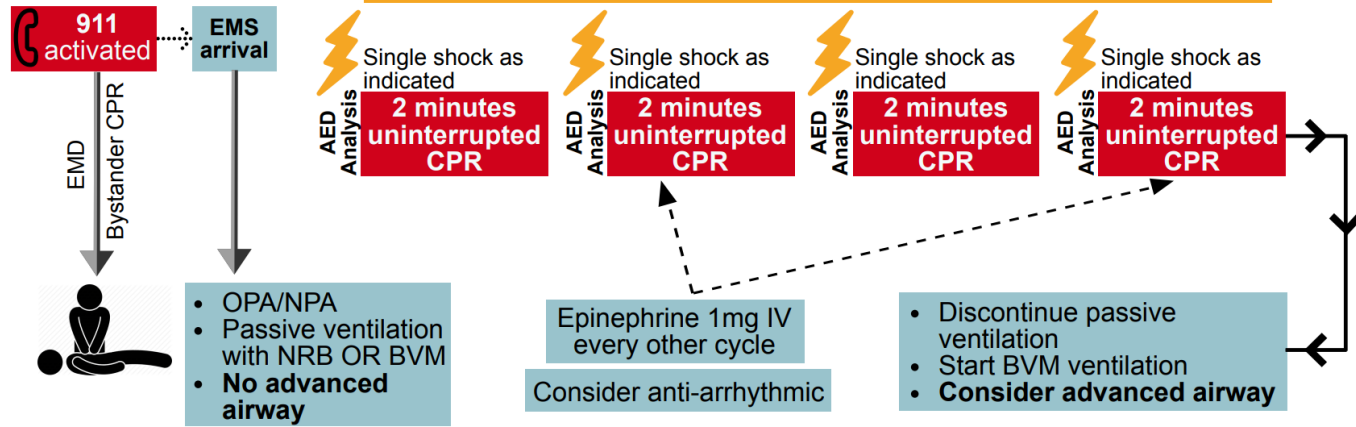 911
activated
EMS
arrival
EMD
Bystander CPR
• OPA/NPA
• Passive ventilation
with NRB OR BVM
• No advanced
airway
Single shock as
indicated
AED
Analysis
2 minutes
uninterrupted
CPR
Single shock as
indicated
AED
Analysis
2 minutes
uninterrupted
CPR
Single shock as
indicated
AED
Analysis
2 minutes
uninterrupted
CPR
Single shock as
indicated
AED
Analysis
2 minutes
uninterrupted
CPR
Epinephrine 1mg IV
every other cycle
Consider anti-arrhythmic
• Discontinue passive
ventilation
• Start BVM ventilation
• Consider advanced airway